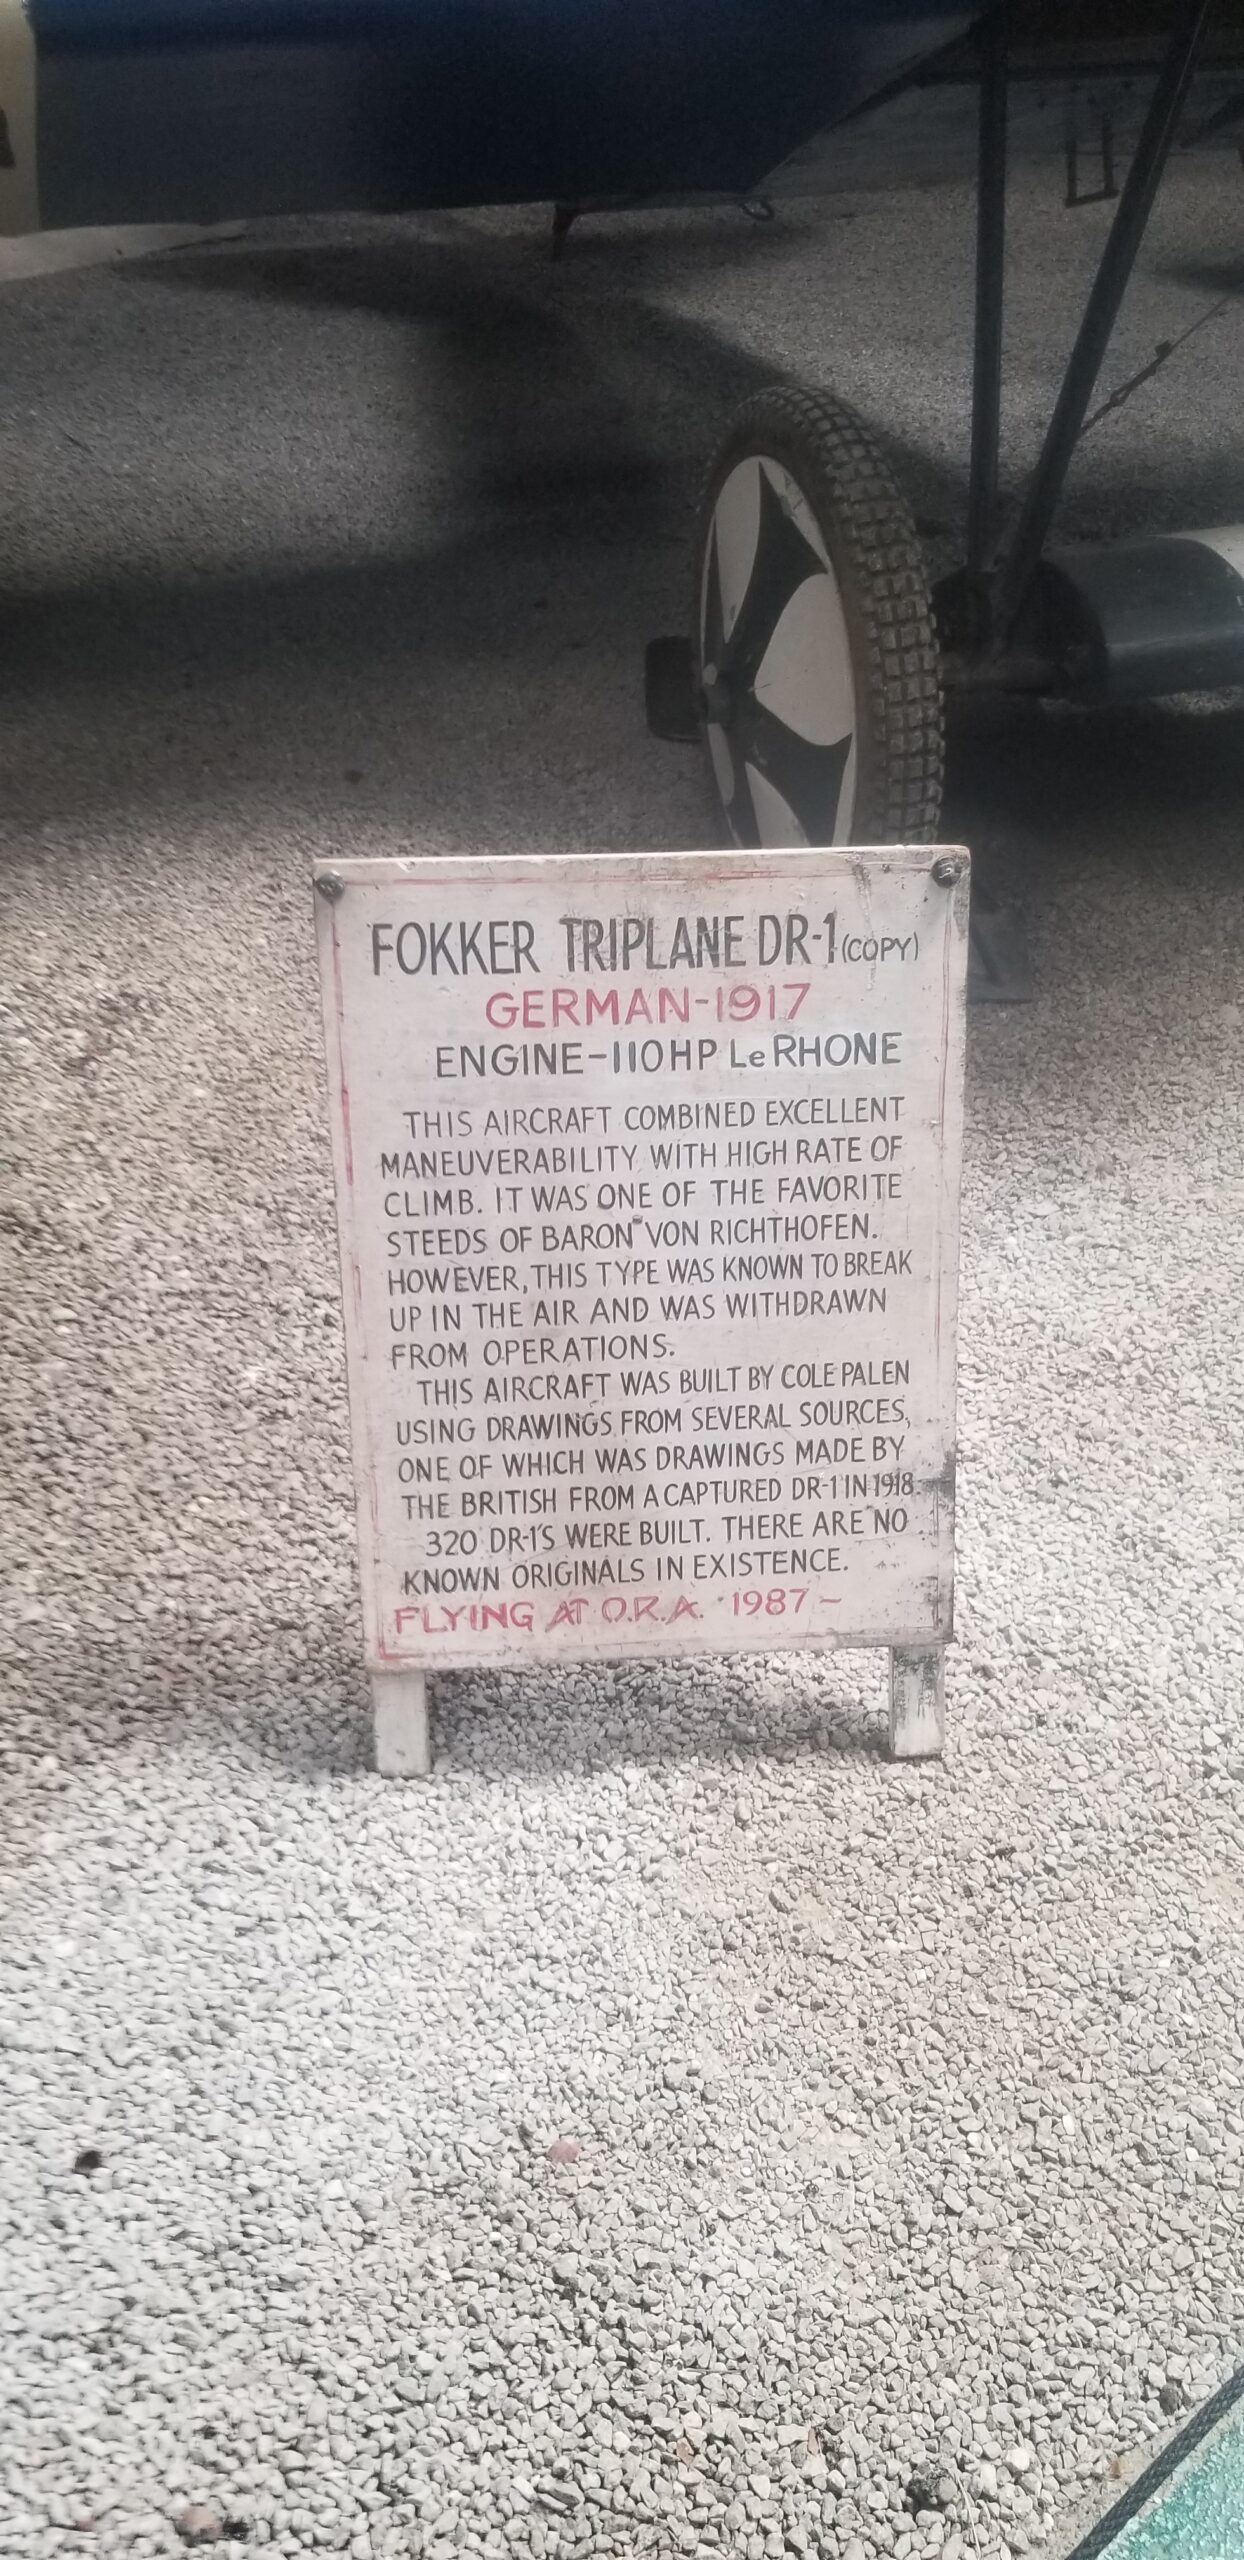 FOKKER TRIPLANE DR-1 (COPY)
GERMAN-1917
ENGINE-110HP Le RHONE
THIS AIRCRAFT COMBINED EXCELLENT
MANEUVERABILITY WITH HIGH RATE OF
CLIMB. IT WAS ONE OF THE FAVORITE
STEEDS OF BARON VON RICHTHOFEN.
HOWEVER, THIS TYPE WAS KNOWN TO BREAK
UP IN THE AIR AND WAS WITHDRAWN
FROM OPERATIONS.
THIS AIRCRAFT WAS BUILT BY COLE PALEN
USING DRAWINGS FROM SEVERAL SOURCES,
ONE OF WHICH WAS DRAWINGS MADE BY
THE BRITISH FROM A CAPTURED DR-1 IN 1918.
320 DR-1'S WERE BUILT. THERE ARE NO
KNOWN ORIGINALS IN EXISTENCE.
FLYING AT O.R.A. 1987 -